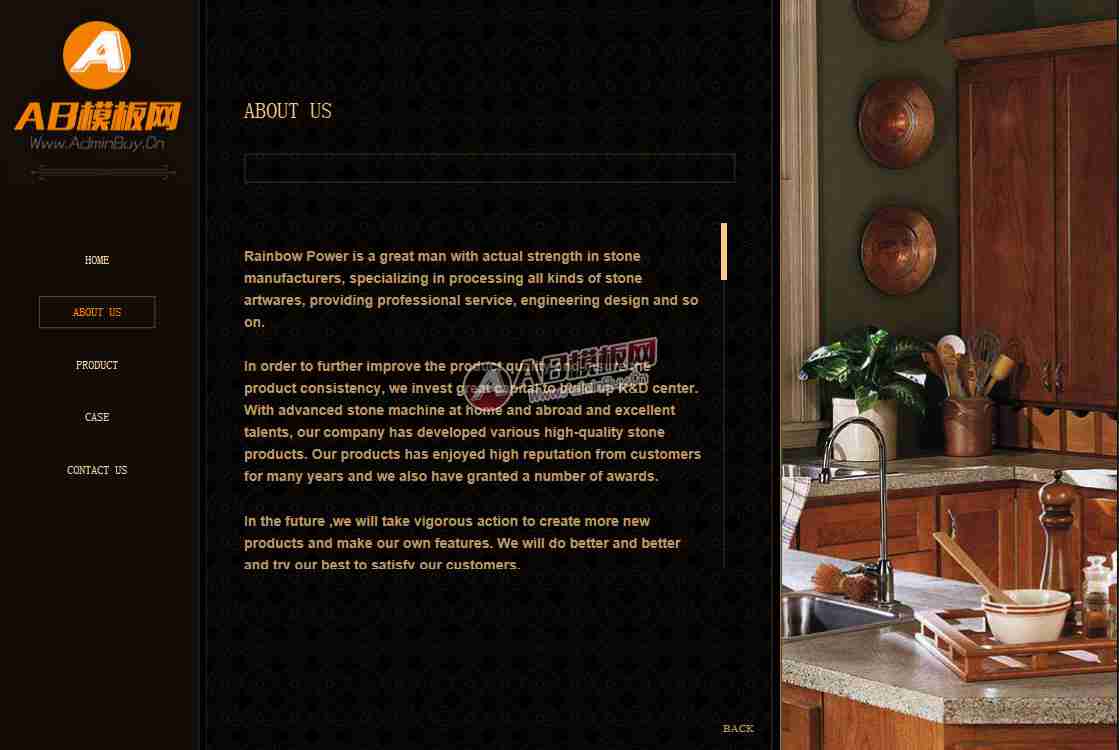 AB模板网
Www.AdminBuy.Cn
HOME
ABOUT US
PRODUCT
CASE
CONTACT US
ABOUT US
Rainbow Power is a great man with actual strength in stone
manufacturers, specializing in processing all kinds of stone
artwares, providing professional service, engineering design and so
on.
In order to further improve the product
product consistency, we invest great capital to build up R&D center.
With advanced stone machine at home and abroad and excellent
talents, our company has developed various high-quality stone
products. Our products has enjoyed high reputation from customers
for many years and we also have granted a number of awards.
In the future ,we will take vigorous action to create more new
products and make our own features. We will do better and better
and try our best to satisfy our customers.
AB模板网
BACK